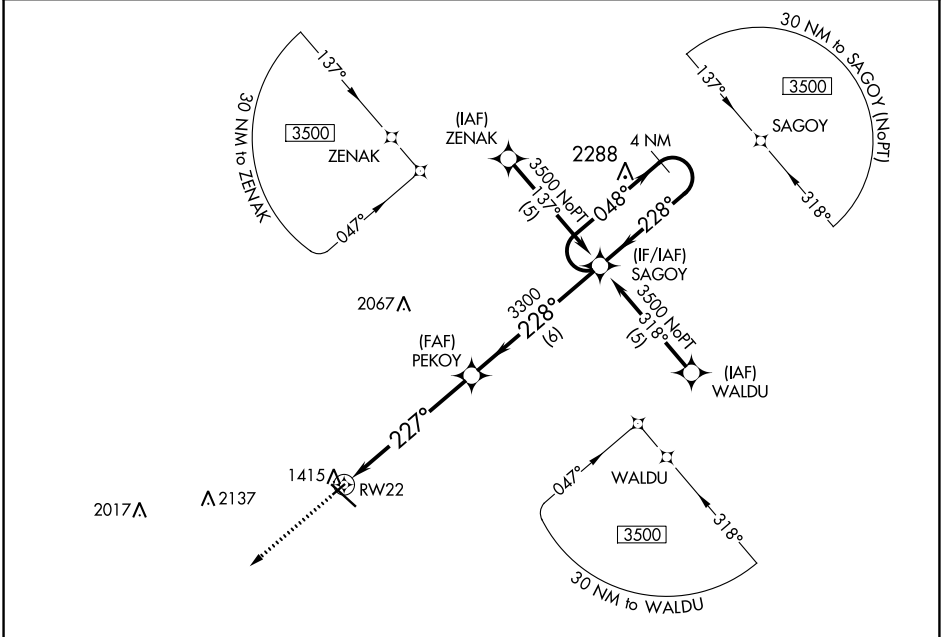 137°
30 NM to ZENAK
3500
ZENAK
047°
(IAF)
ZENAK
3500 NoPT
137°
(5)
2288
4 NM
048°
228°
30 NM to SAGOY (NoPT)
137°
3500
SAGOY
318°
(IF/IAF)
SAGOY
3500 NoPT
318°
(5)
(IAF)
WALDU
2067
3300
228°
(6)
(FAF)
PEKOY
227°
1415
RW22
2017
2137
047°
WALDU
318°
3500
30 NM to WALDU